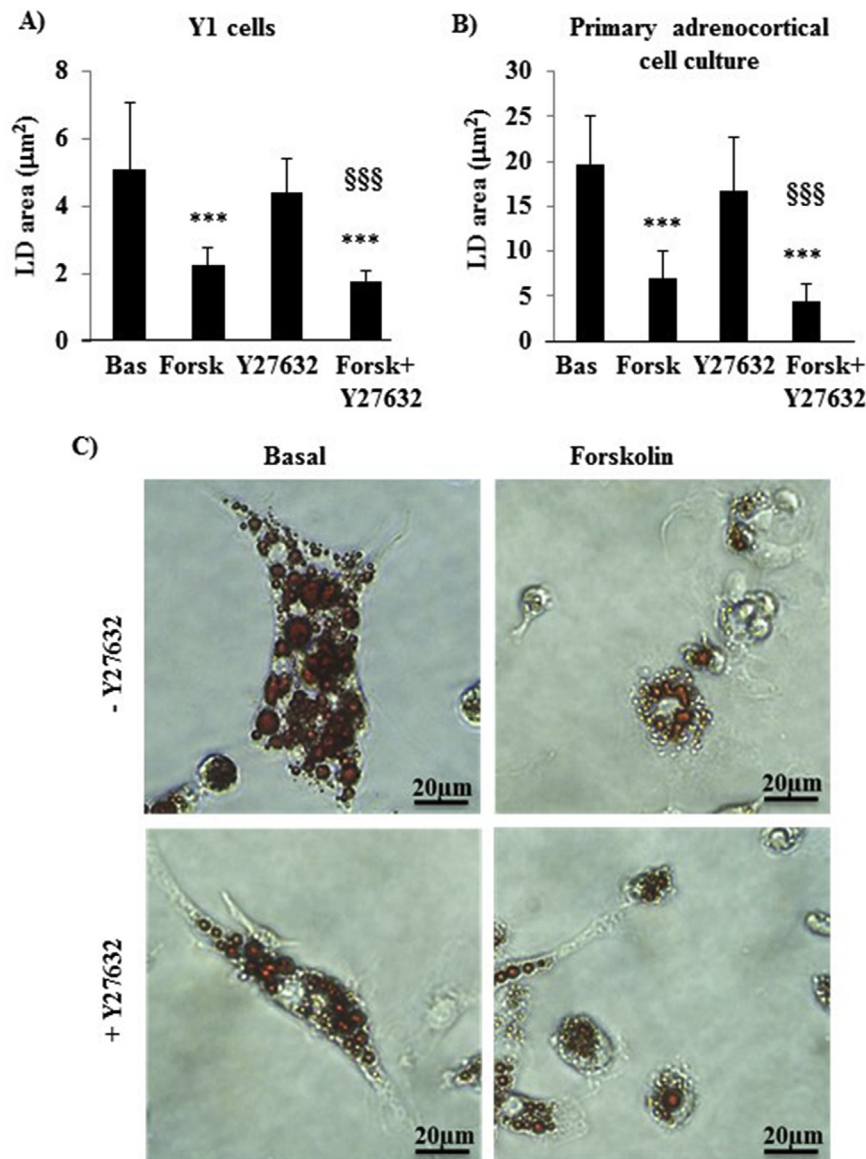 A)
Y1 cells
8
6
4
2
0
LD area (μm²)
***
§§§
***
Bas Forsk Y27632 Forsk+
Y27632
B)
Primary adrenocortical
cell culture
30
25
20
15
10
5
0
LD area (μm²)
***
§§§
***
Bas Forsk Y27632 Forsk+
Y27632
C)
Basal
Forskolin
- Y27632
20μm
20μm
+ Y27632
20μm
20μm